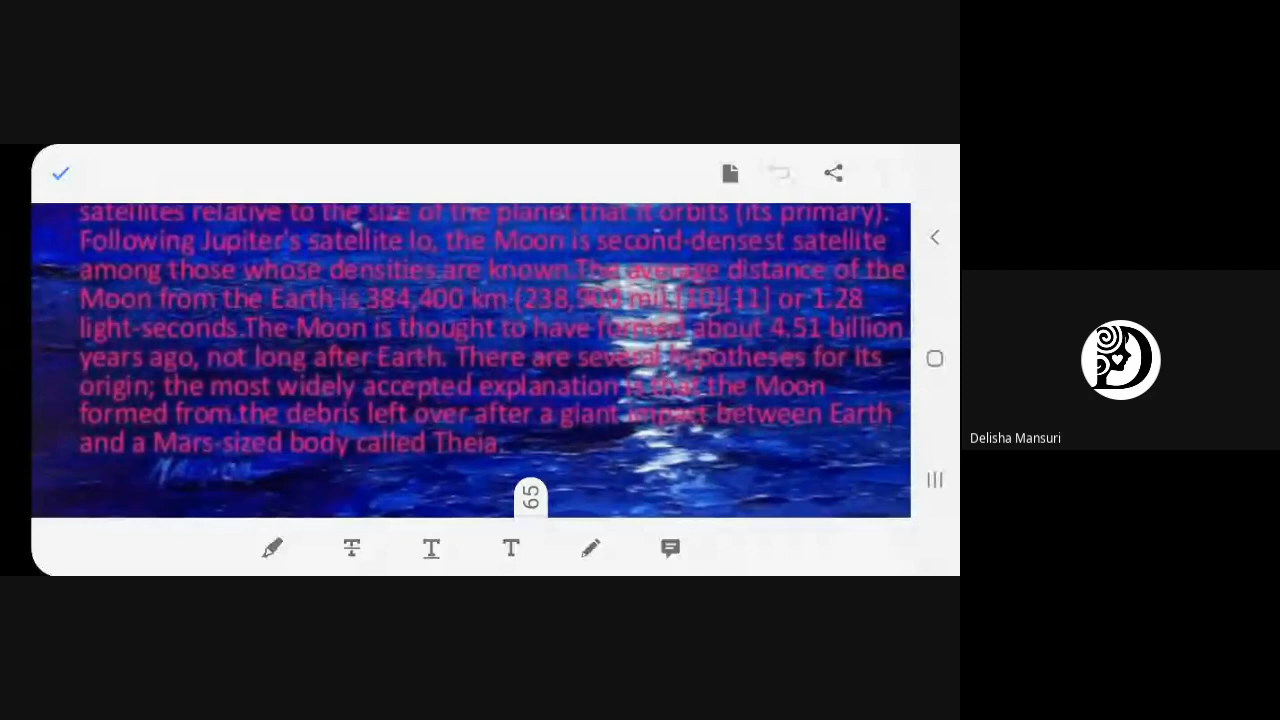 satellites relative to the size of the planet that it orbits (its primary).
Following Jupiter's satellite Io, the Moon is second-densest satellite
among those whose densities are known.The average distance of the
Moon from the Earth is 384,400 km (238,900 mi),[10][11] or 1.28
light-seconds.The Moon is thought to have formed about 4.51 billion
years ago, not long after Earth. There are several hypotheses for its
origin; the most widely accepted explanation is that the Moon
formed from the debris left over after a giant impact between Earth
and a Mars-sized body called Theia.
65
Delisha Mansuri